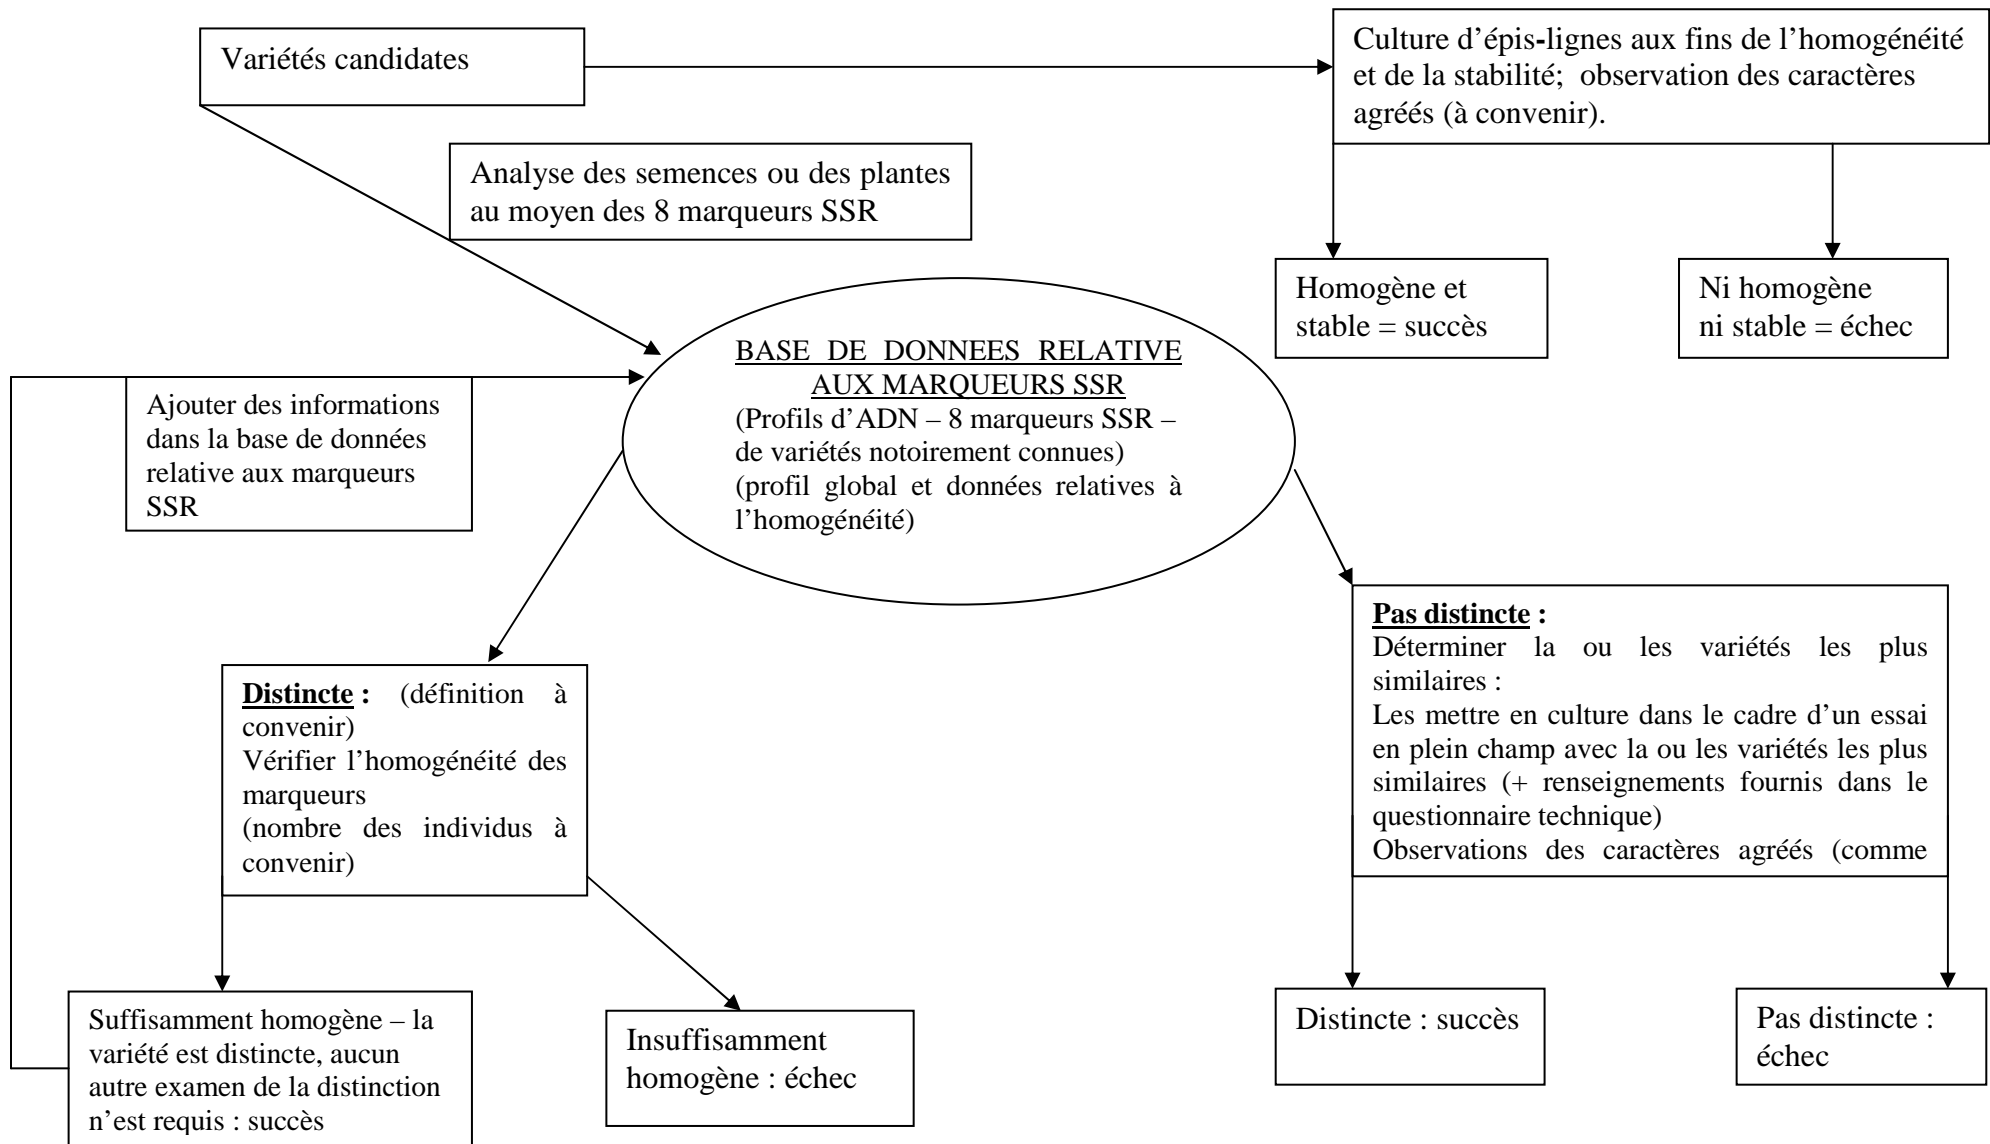 Variétés candidates
Culture d'épis-lignes aux fins de l'homogénéité
et de la stabilité; observation des caractères
agréés (à convenir).
Analyse des semences ou des plantes
au moyen des 8 marqueurs SSR
Homogène et
stable = succès
Ni homogène
ni stable = échec
BASE DE DONNEES RELATIVE
AUX MARQUEURS SSR
(Profils d'ADN – 8 marqueurs SSR –
de variétés notoirement connues)
(profil global et données relatives à
l'homogénéité)
Ajouter des informations
dans la base de données
relative aux marqueurs
SSR
Distincte : (définition à
convenir)
Vérifier l'homogénéité des
marqueurs
(nombre des individus à
convenir)
Pas distincte :
Déterminer la ou les variétés les plus
similaires :
Les mettre en culture dans le cadre d'un essai
en plein champ avec la ou les variétés les plus
similaires (+ renseignements fournis dans le
questionnaire technique)
Observations des caractères agréés (comme
Suffisamment homogène – la
variété est distincte, aucun
autre examen de la distinction
n'est requis : succès
Insuffisamment
homogène : échec
Distincte : succès
Pas distincte :
échec